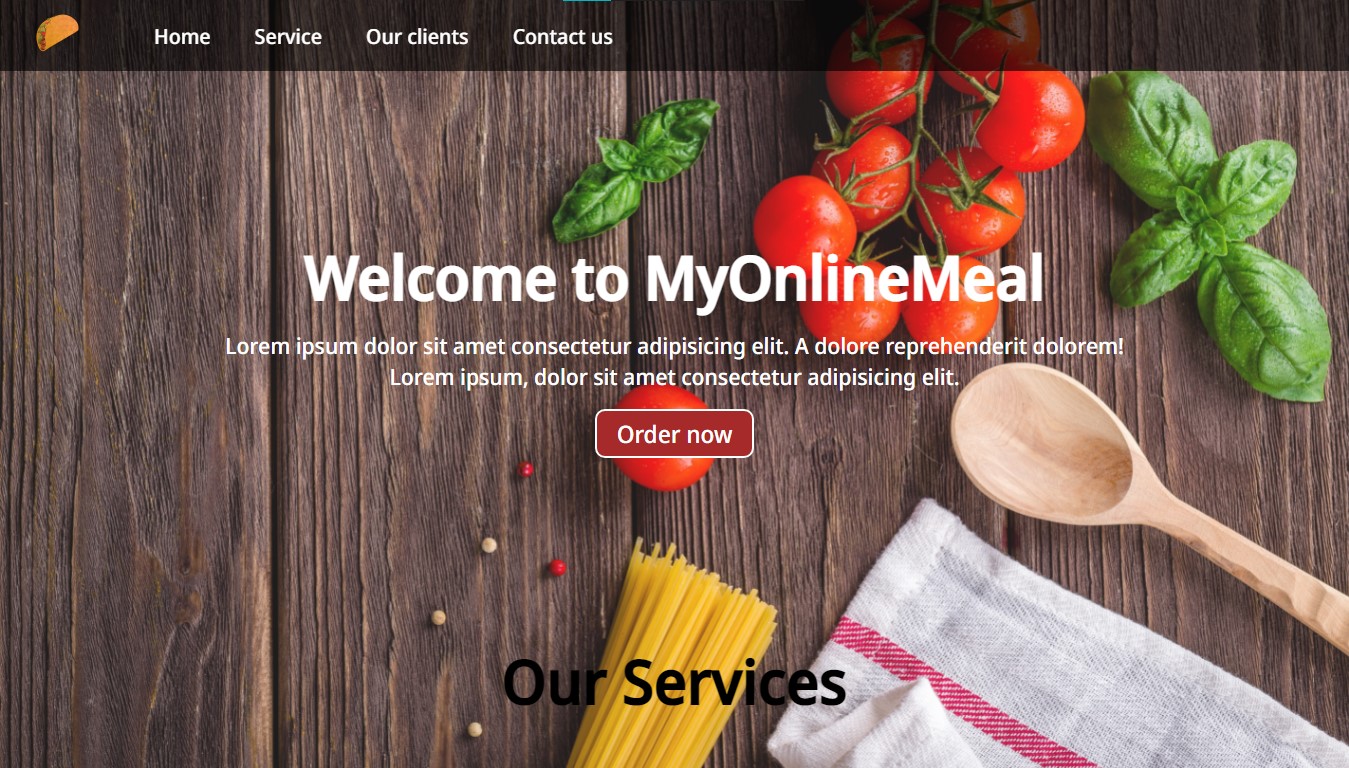 Home Service Our clients Contact us
Welcome to MyOnlineMeal
Lorem ipsum dolor sit amet consectetur adipisicing elit. A dolore reprehenderit dolorem!
Lorem ipsum, dolor sit amet consectetur adipisicing elit.
Order now
Our Services